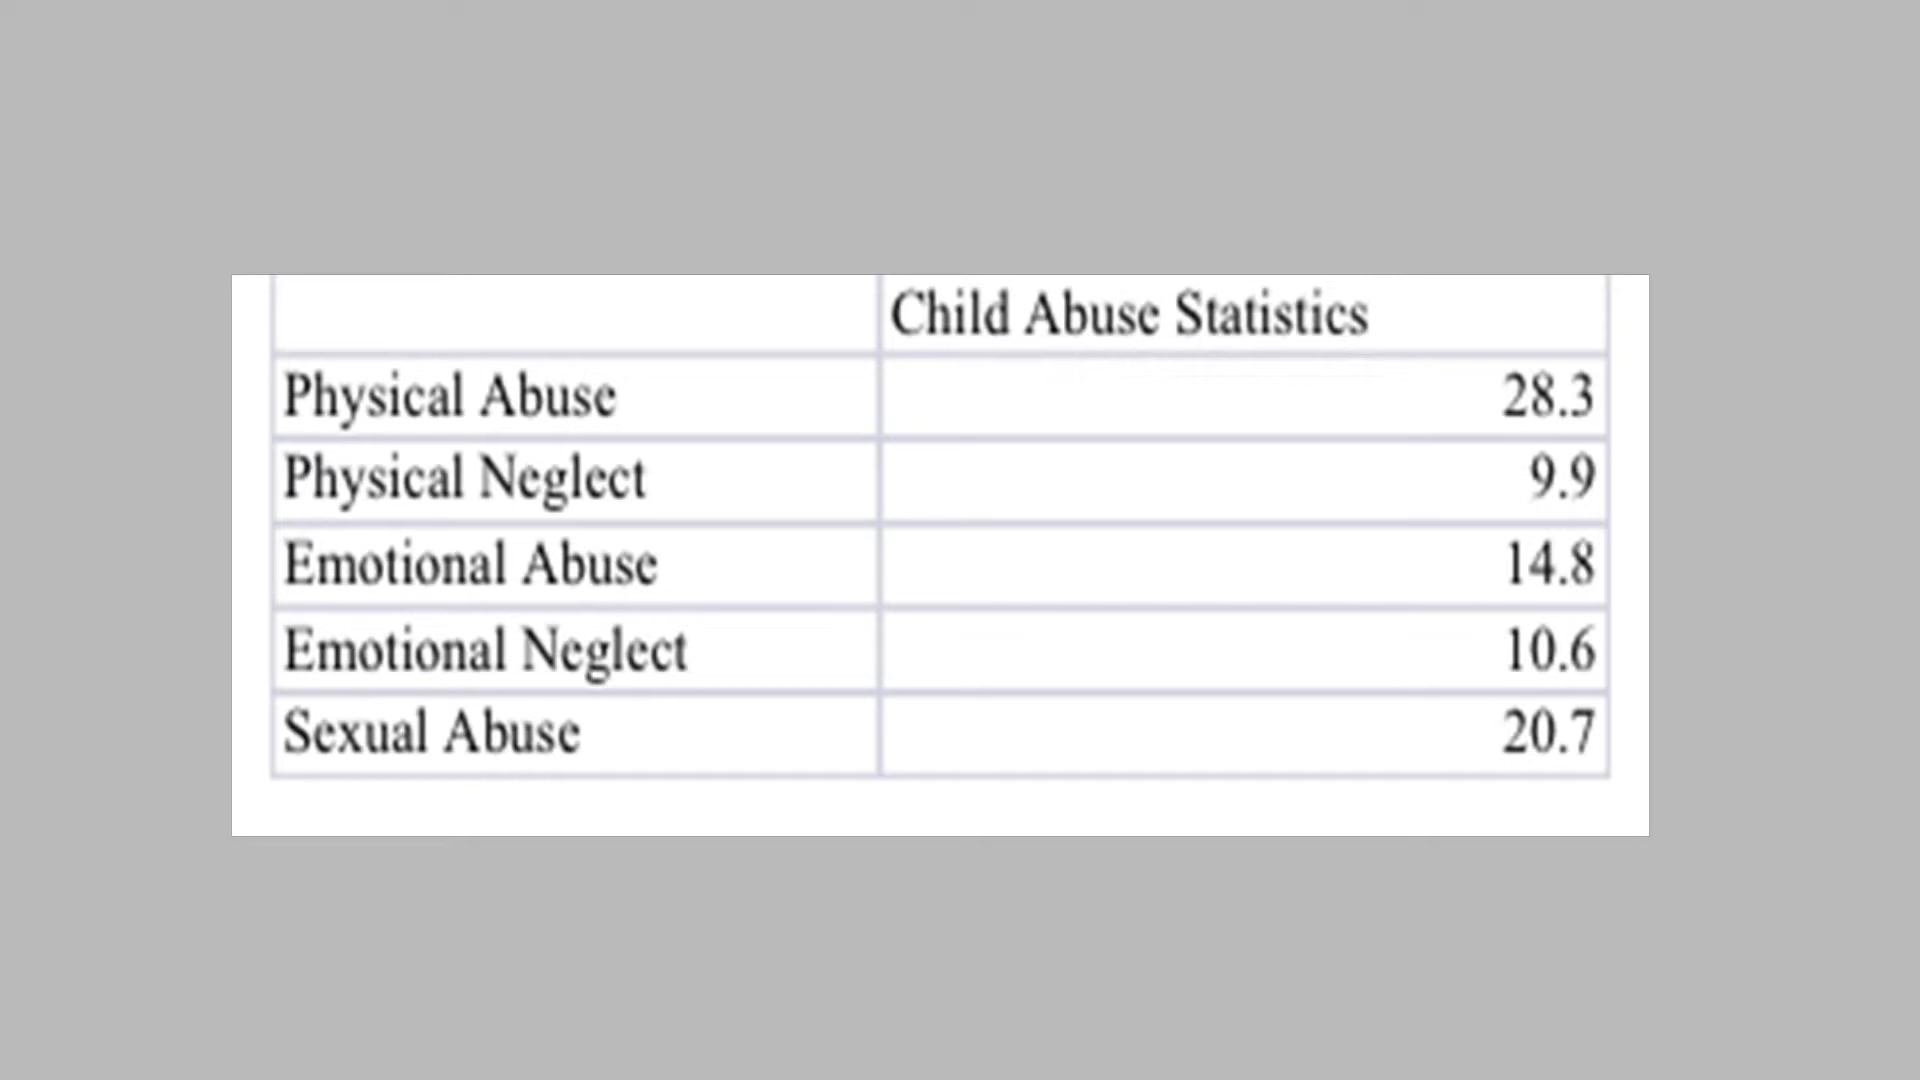 Child Abuse Statistics
Physical Abuse 28.3
Physical Neglect 9.9
Emotional Abuse 14.8
Emotional Neglect 10.6
Sexual Abuse 20.7